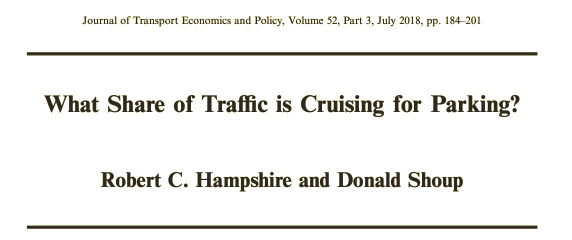 Journal of Transport Economics and Policy, Volume 52, Part 3, July 2018, pp. 184–201
What Share of Traffic is Cruising for Parking?
Robert C. Hampshire and Donald Shoup